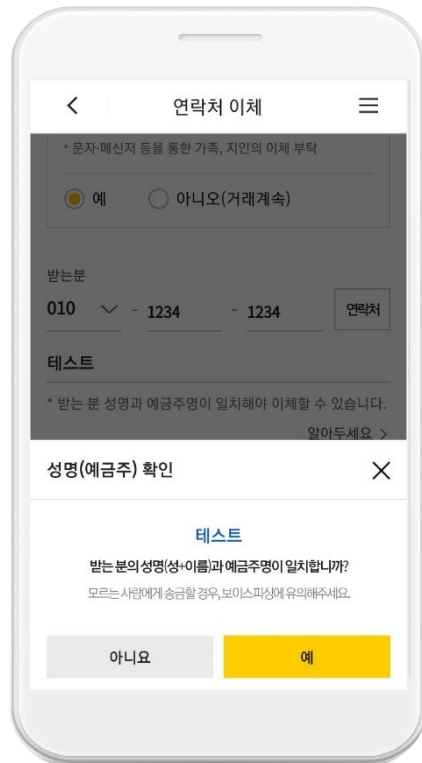 연락처 이체
* 문자·메신저 등을 통한 가족, 지인의 이체 부탁
예 아니오(거래계속)
받는분
010 - 1234 - 1234 연락처
테스트
* 받는 분 성명과 예금주명이 일치해야 이체할 수 있습니다.
알아두세요 >
성명(예금주) 확인
테스트
받는 분의 성명(성+이름)과 예금주명이 일치합니까?
모르는 사람에게 송금할 경우, 보이스피싱에 유의해주세요.
아니요 예